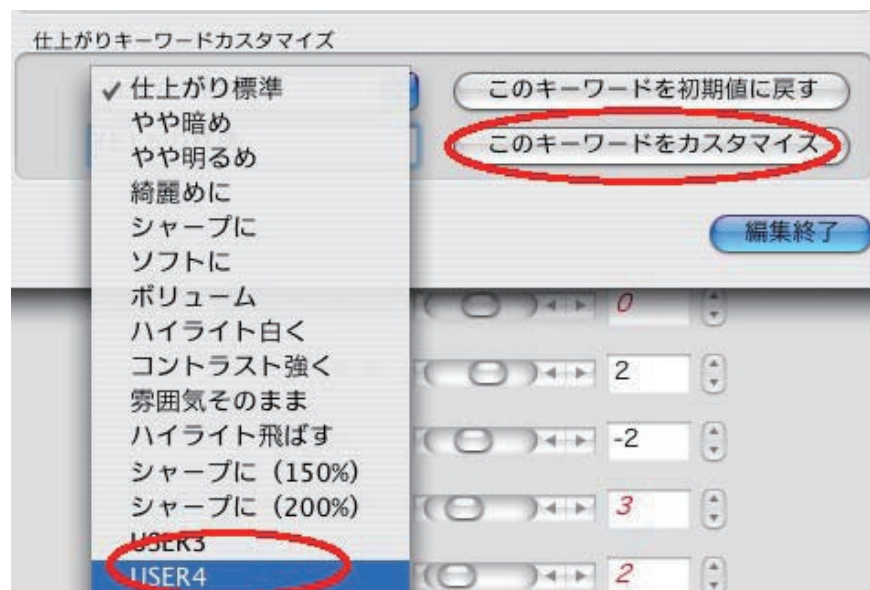 仕上がりキーワードカスタマイズ
✓仕上がり標準
このキーワードを初期値に戻す
やや暗め
このキーワードをカスタマイズ
やや明るめ
綺麗めに
シャープに
編集終了
ソフトに
ボリューム
0
ハイライト白く
コントラスト強く
2
雰囲気そのまま
ハイライト飛ばす
-2
シャープに（150%）
シャープに（200%）
3
USER3
USER4
2